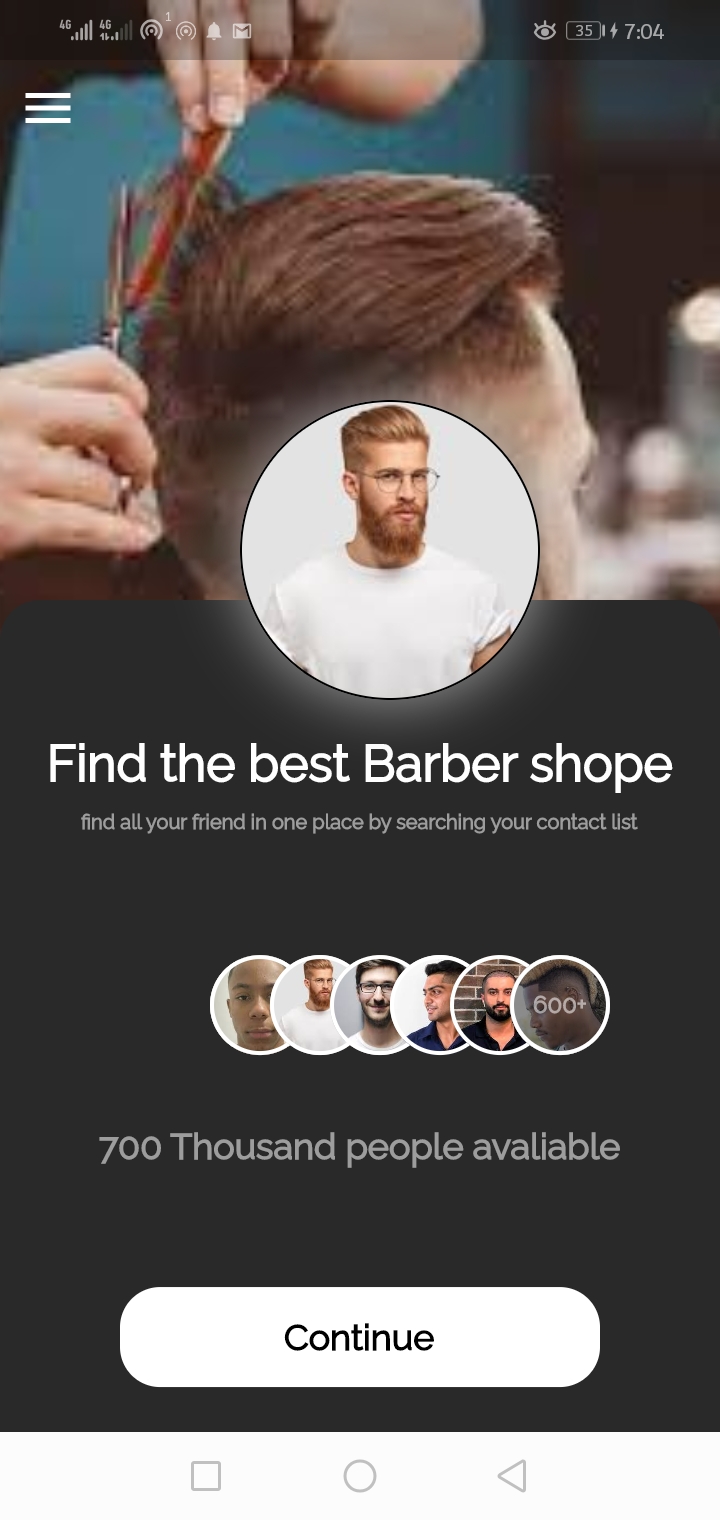 4G 4G 1 35 7:04
Find the best Barber shope
find all your friend in one place by searching your contact list
600+
700 Thousand people avaliable
Continue